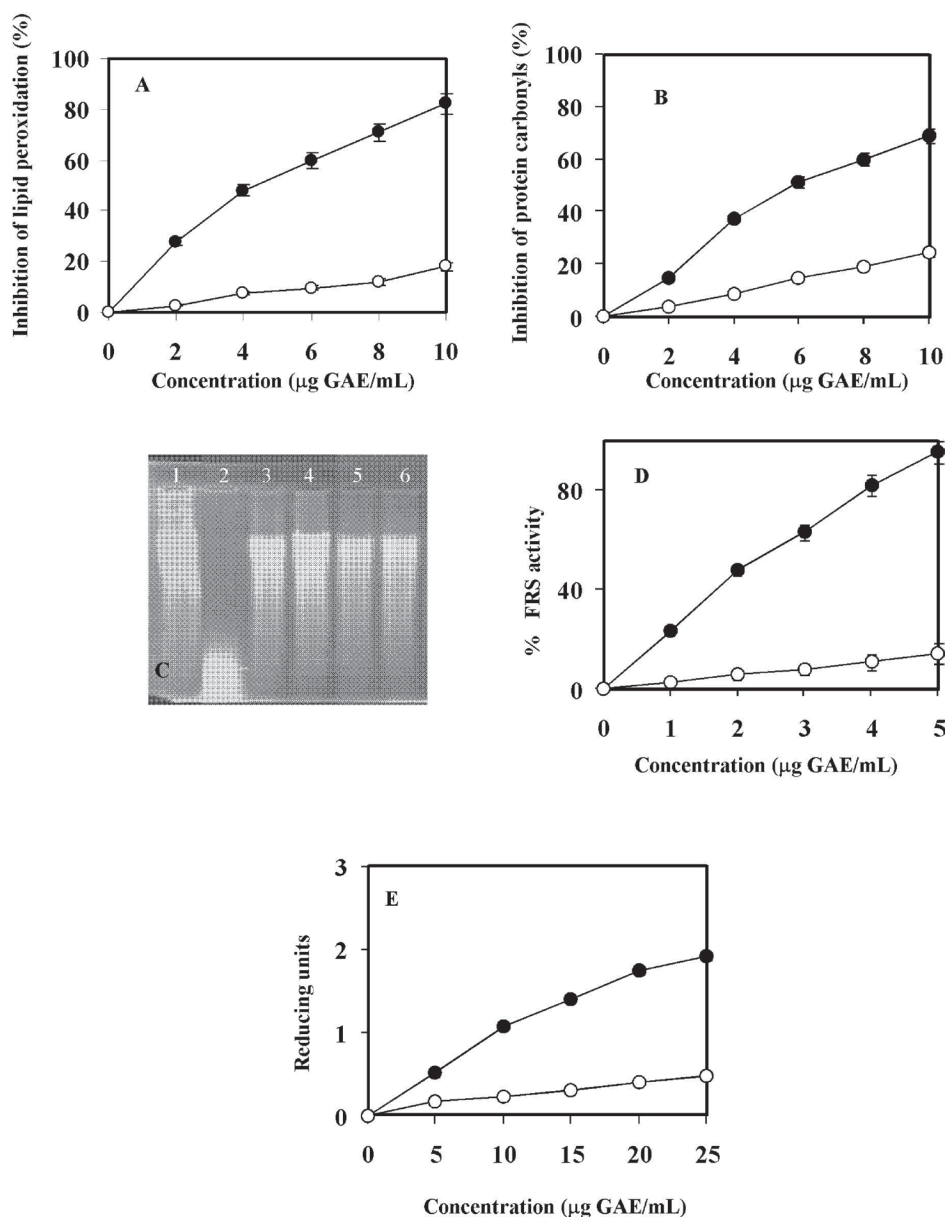 Inhibition of lipid peroxidation (%)
100
80
60
40
20
0
A
0 2 4 6 8 10
Concentration (μg GAE/mL)
Inhibition of protein carbonyls (%)
100
80
60
40
20
0
B
0 2 4 6 8 10
Concentration (μg GAE/mL)
1 2 3 4 5 6
C
% FRS activity
80
40
0
D
0 1 2 3 4 5
Concentration (μg GAE/mL)
Reducing units
3
2
1
0
E
0 5 10 15 20 25
Concentration (μg GAE/mL)